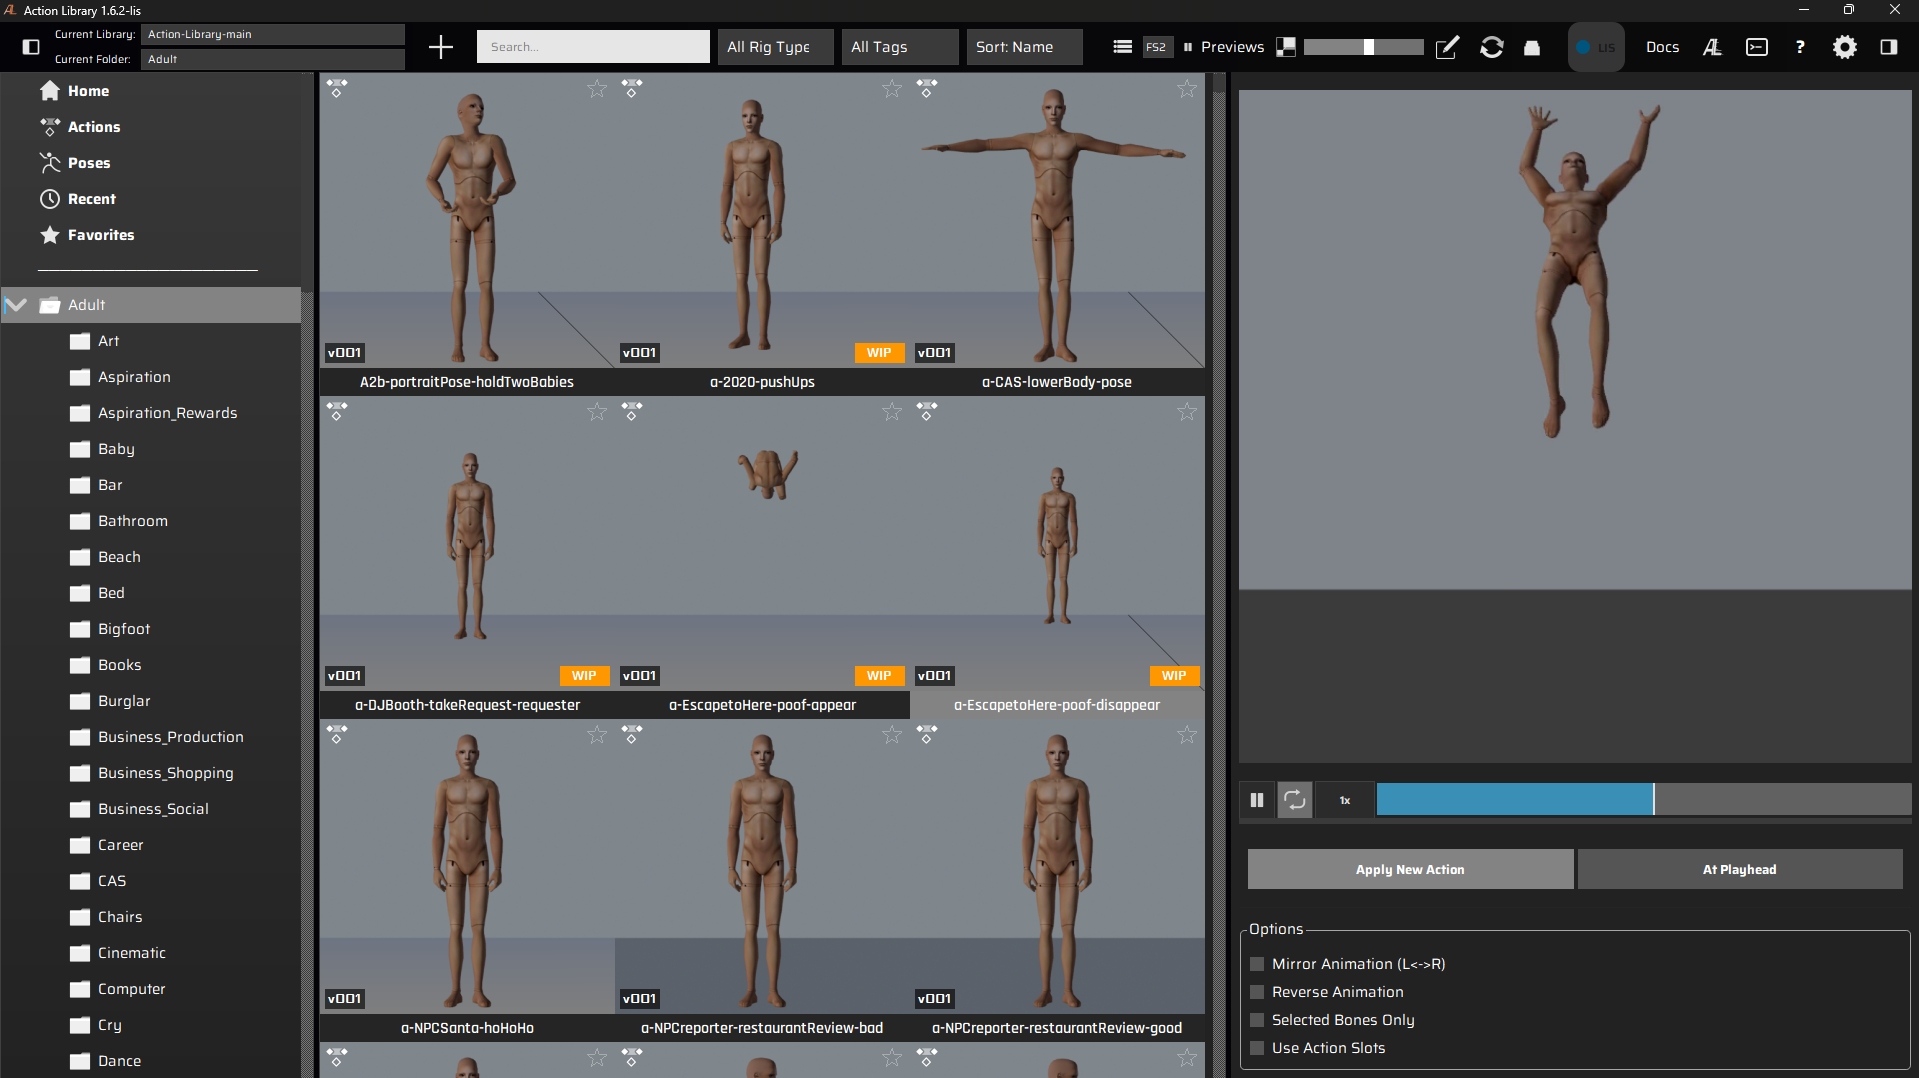 Action Library 1.6.2-lis
Current Library: Action-Library-main
Current Folder: Adult
Search...
All Rig Type
All Tags
Sort: Name
FS2
Previews
LIS
Docs
?
Home
Actions
Poses
Recent
Favorites
Adult
Art
Aspiration
Aspiration_Rewards
Baby
Bar
Bathroom
Beach
Bed
Bigfoot
Books
Burglar
Business_Production
Business_Shopping
Business_Social
Career
CAS
Chairs
Cinematic
Computer
Cry
Dance
v001
v001
WIP
v001
A2b-portraitPose-holdTwoBabies
a-2020-pushUps
a-CAS-lowerBody-pose
v001
WIP
v001
WIP
v001
WIP
a-DJBooth-takeRequest-requester
a-EscapetoHere-poof-appear
a-EscapetoHere-poof-disappear
v001
v001
v001
a-NPCSanta-hoHoHo
a-NPCreporter-restaurantReview-bad
a-NPCreporter-restaurantReview-good
1x
Apply New Action
At Playhead
Options
Mirror Animation (L<->R)
Reverse Animation
Selected Bones Only
Use Action Slots